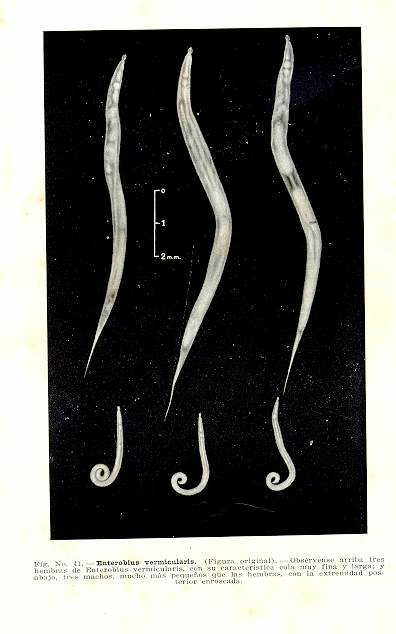 0
1
2 m.m.
Fig. No. 41. — Enterobius vermicularis. (Figura original). — Obsérvense arriba tres
hembras de Enterobius vermicularis, con su característica cola muy fina y larga; y
abajo, tres machos, mucho más pequeños que las hembras, con la extremidad pos-
terior enroscada.